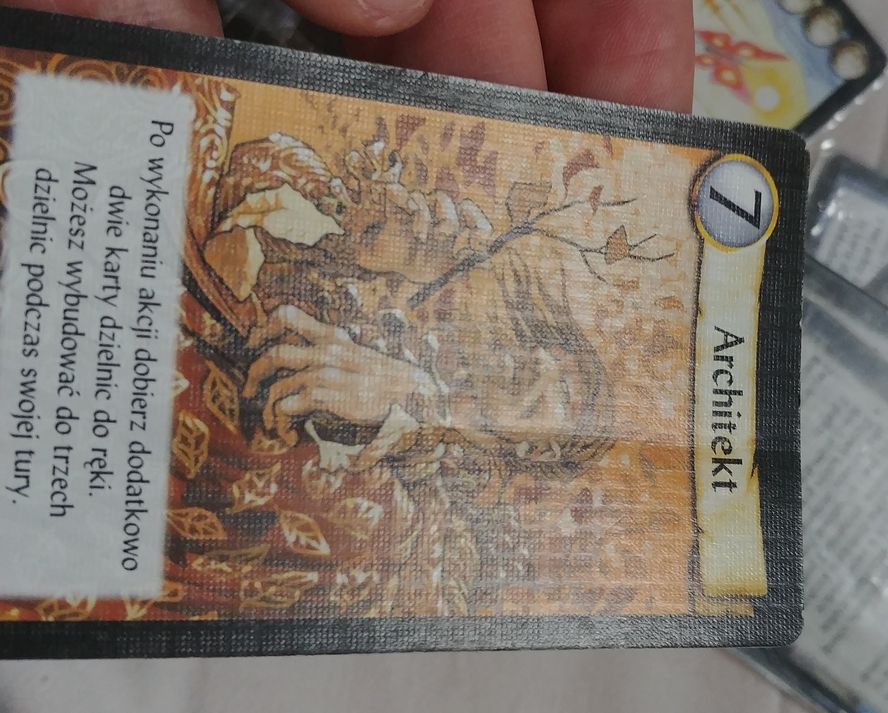 7
Architekt
Po wykonaniu akcji dobierz dodatkowo
dwie karty dzielnic do ręki.
Możesz wybudować do trzech
dzielnic podczas swojej tury.